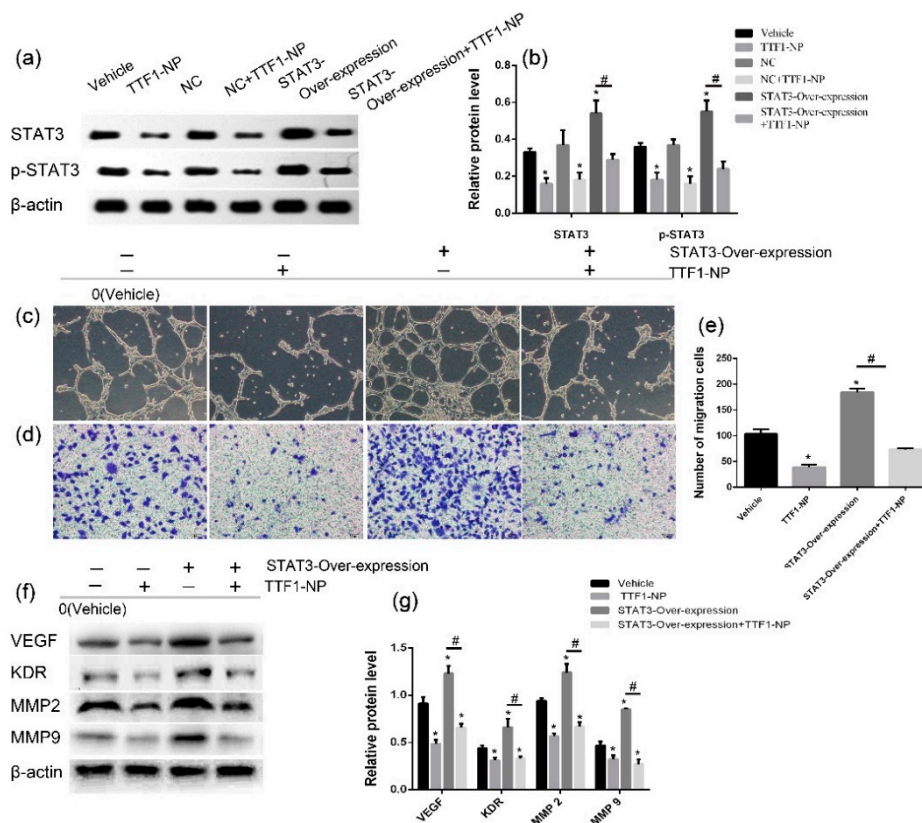 (a)
Vehicle
TTF1-NP
NC
NC+TTF1-NP
STAT3-
Over-expression
STAT3-
Over-expression+TTF1-NP
STAT3
p-STAT3
β-actin
(b)
Relative protein level
0.8
0.6
0.4
0.2
0.0
*
*
*
#
*
*
*
#
STAT3
p-STAT3
Vehicle
TTF1-NP
NC
NC+TTF1-NP
STAT3-Over-expression
STAT3-Over-expression
+TTF1-NP
— — + + STAT3-Over-expression
— + — + TTF1-NP
0(Vehicle)
(c)
(d)
(e)
Number of migration cells
250
200
150
100
50
0
*
*
#
Vehicle
TTF1-NP
STAT3-Over-expression
STAT3-Over-expression+TTF1-NP
(f)
— — + + STAT3-Over-expression
— + — + TTF1-NP
0(Vehicle)
VEGF
KDR
MMP2
MMP9
β-actin
(g)
Vehicle
TTF1-NP
STAT3-Over-expression
STAT3-Over-expression+TTF1-NP
Relative protein level
1.5
1.0
0.5
0.0
*
*
#
*
*
*
#
*
*
*
#
*
*
*
#
*
VEGF
KDR
MMP 2
MMP 9